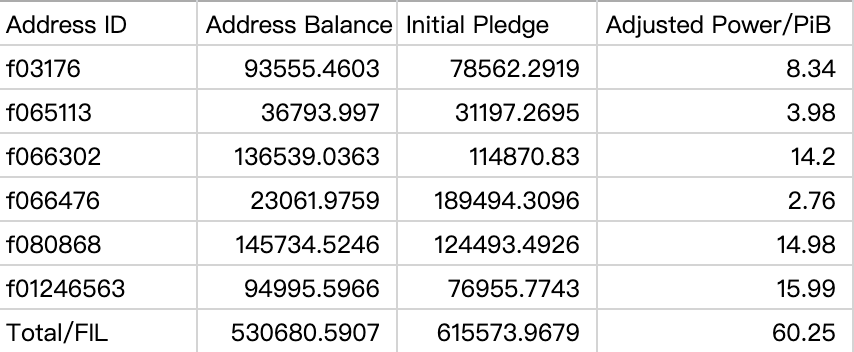 Address ID Address Balance Initial Pledge Adjusted Power/PiB
f03176 93555.4603 78562.2919 8.34
f065113 36793.997 31197.2695 3.98
f066302 136539.0363 114870.83 14.2
f066476 23061.9759 189494.3096 2.76
f080868 145734.5246 124493.4926 14.98
f01246563 94995.5966 76955.7743 15.99
Total/FIL 530680.5907 615573.9679 60.25